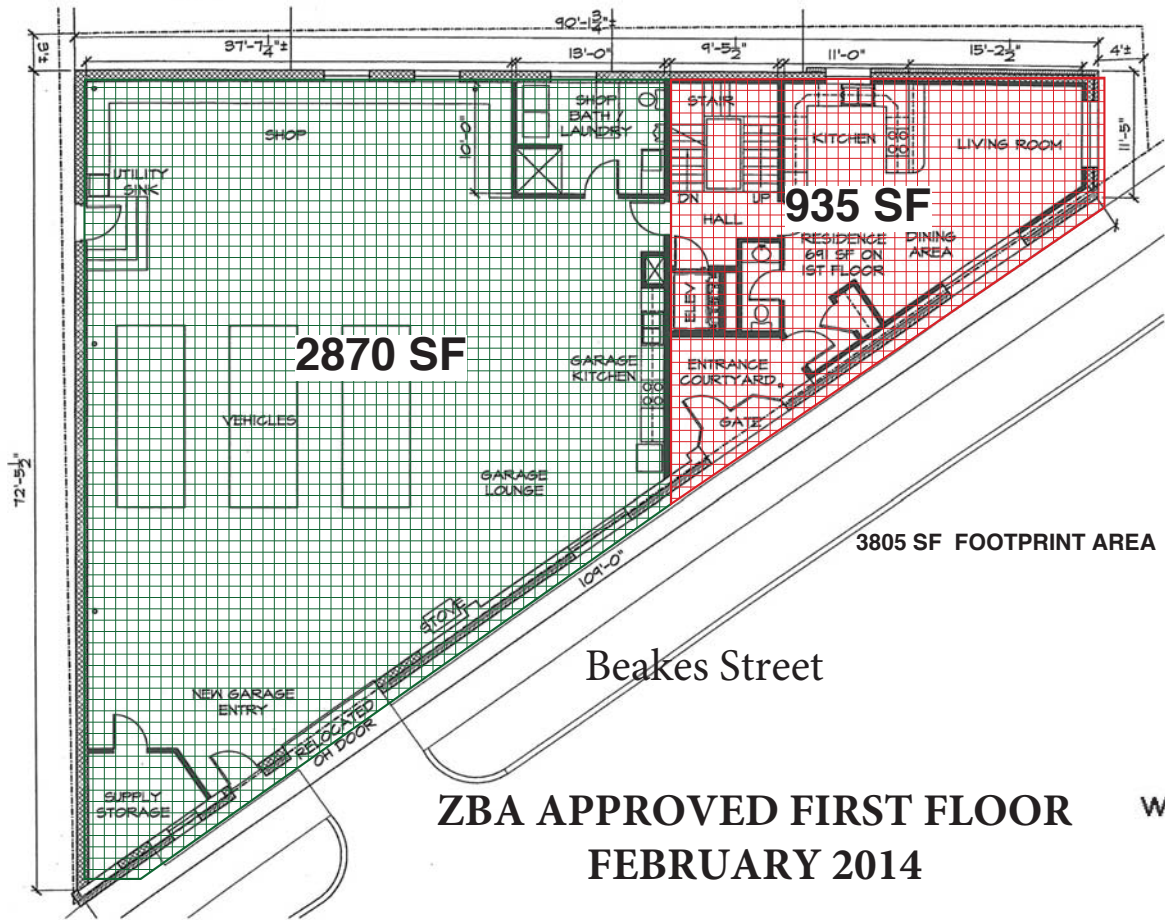 90'-1 3/4"±
37'-7 1/4"±
13'-0"
9'-5 1/2"
11'-0"
15'-2 1/2"
4'±
11'-5"
10'-0"
SHOP
SHOP
BATH /
LAUNDRY
STAIR
KITCHEN
LIVING ROOM
UTILITY
SINK
DN
UP
HALL
935 SF
RESIDENCE
691 SF ON
1ST FLOOR
DINING
AREA
ELEV
2870 SF
GARAGE
KITCHEN
ENTRANCE
COURTYARD
GATE
VEHICLES
72'-5 1/2"
GARAGE
LOUNGE
3805 SF FOOTPRINT AREA
109'-0"
STOVE
Beakes Street
NEW GARAGE
ENTRY
RELOCATED
OH DOOR
SUPPLY
STORAGE
ZBA APPROVED FIRST FLOOR
FEBRUARY 2014
W